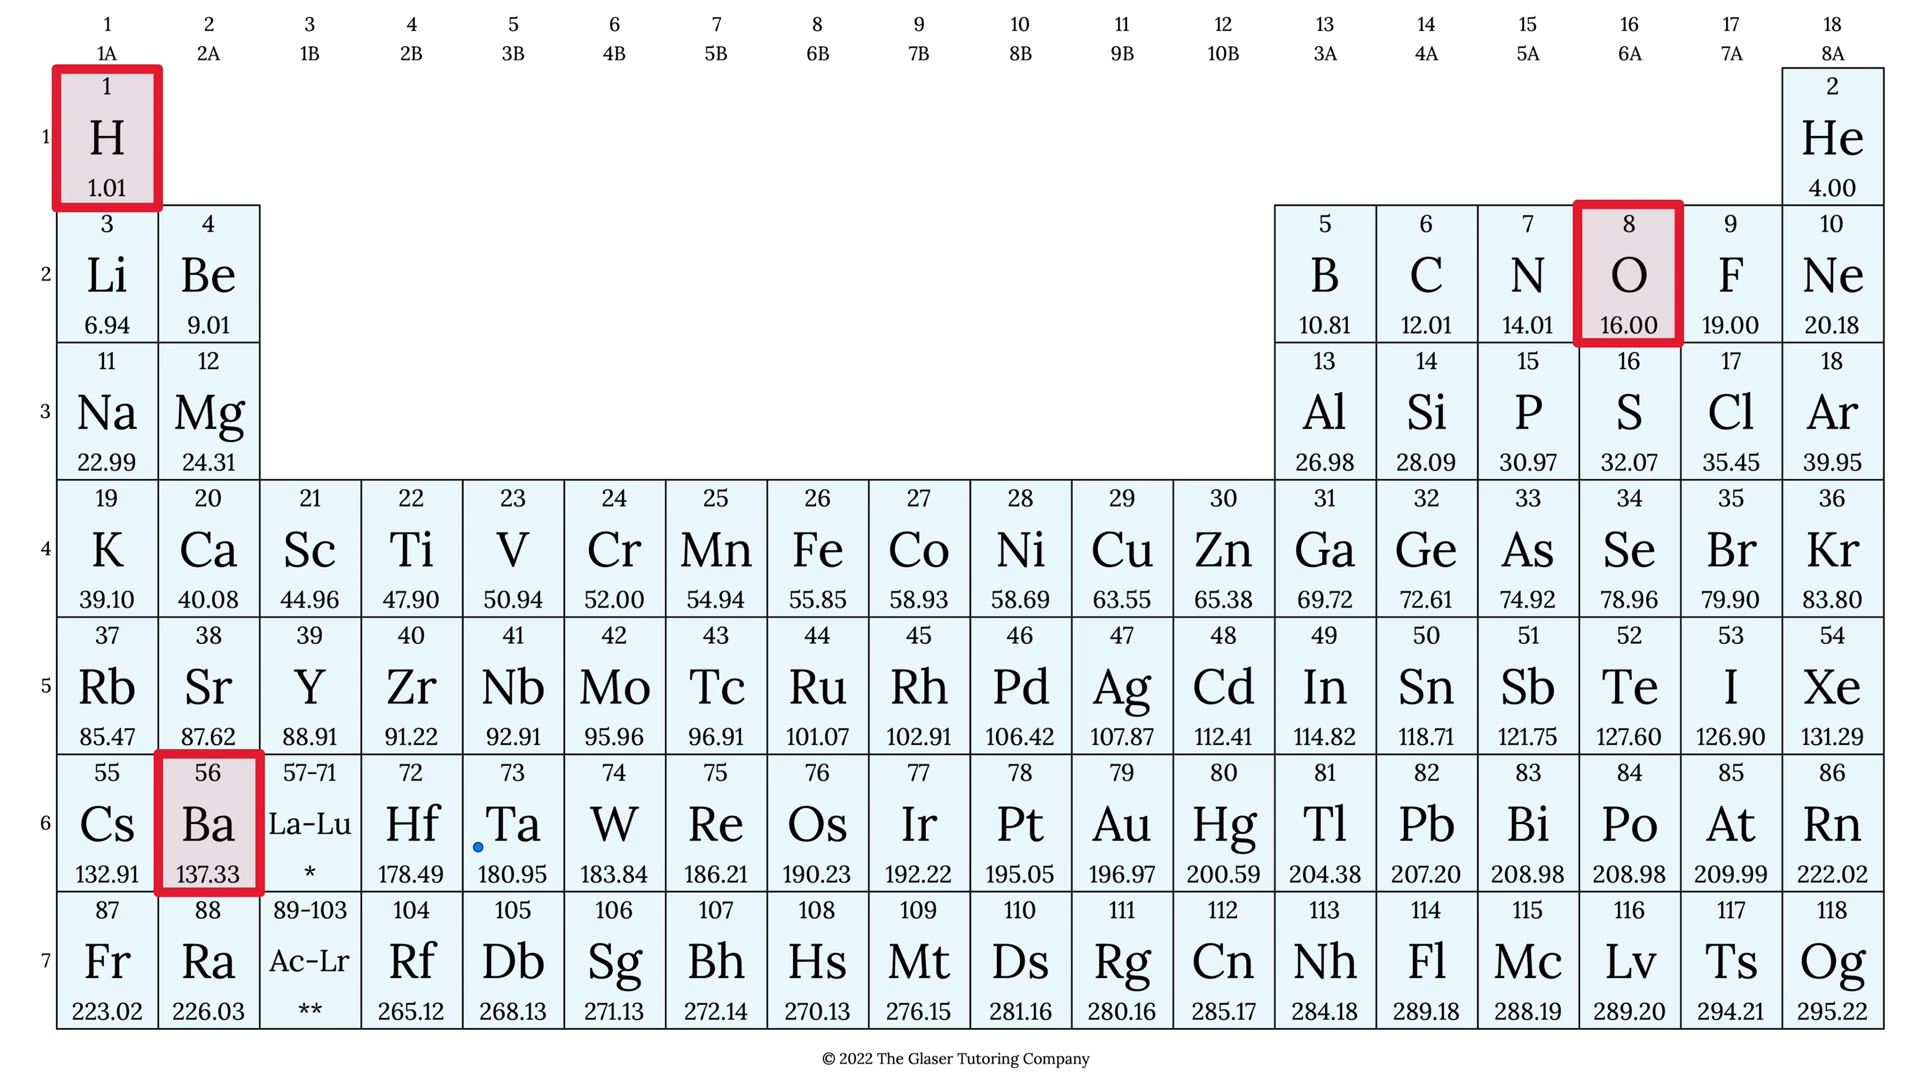 1 2 3 4 5 6 7 8 9 10 11 12 13 14 15 16 17 18
1A 2A 1B 2B 3B 4B 5B 6B 7B 8B 9B 10B 3A 4A 5A 6A 7A 8A
1 2
1 H He
1.01 4.00
3 4 5 6 7 8 9 10
2 Li Be B C N O F Ne
6.94 9.01 10.81 12.01 14.01 16.00 19.00 20.18
11 12 13 14 15 16 17 18
3 Na Mg Al Si P S Cl Ar
22.99 24.31 26.98 28.09 30.97 32.07 35.45 39.95
19 20 21 22 23 24 25 26 27 28 29 30 31 32 33 34 35 36
4 K Ca Sc Ti V Cr Mn Fe Co Ni Cu Zn Ga Ge As Se Br Kr
39.10 40.08 44.96 47.90 50.94 52.00 54.94 55.85 58.93 58.69 63.55 65.38 69.72 72.61 74.92 78.96 79.90 83.80
37 38 39 40 41 42 43 44 45 46 47 48 49 50 51 52 53 54
5 Rb Sr Y Zr Nb Mo Tc Ru Rh Pd Ag Cd In Sn Sb Te I Xe
85.47 87.62 88.91 91.22 92.91 95.96 96.91 101.07 102.91 106.42 107.87 112.41 114.82 118.71 121.75 127.60 126.90 131.29
55 56 57-71 72 73 74 75 76 77 78 79 80 81 82 83 84 85 86
6 Cs Ba La-Lu Hf Ta W Re Os Ir Pt Au Hg Tl Pb Bi Po At Rn
132.91 137.33 * 178.49 180.95 183.84 186.21 190.23 192.22 195.05 196.97 200.59 204.38 207.20 208.98 208.98 209.99 222.02
87 88 89-103 104 105 106 107 108 109 110 111 112 113 114 115 116 117 118
7 Fr Ra Ac-Lr Rf Db Sg Bh Hs Mt Ds Rg Cn Nh Fl Mc Lv Ts Og
223.02 226.03 ** 265.12 268.13 271.13 272.14 270.13 276.15 281.16 280.16 285.17 284.18 289.18 288.19 289.20 294.21 295.22
© 2022 The Glaser Tutoring Company